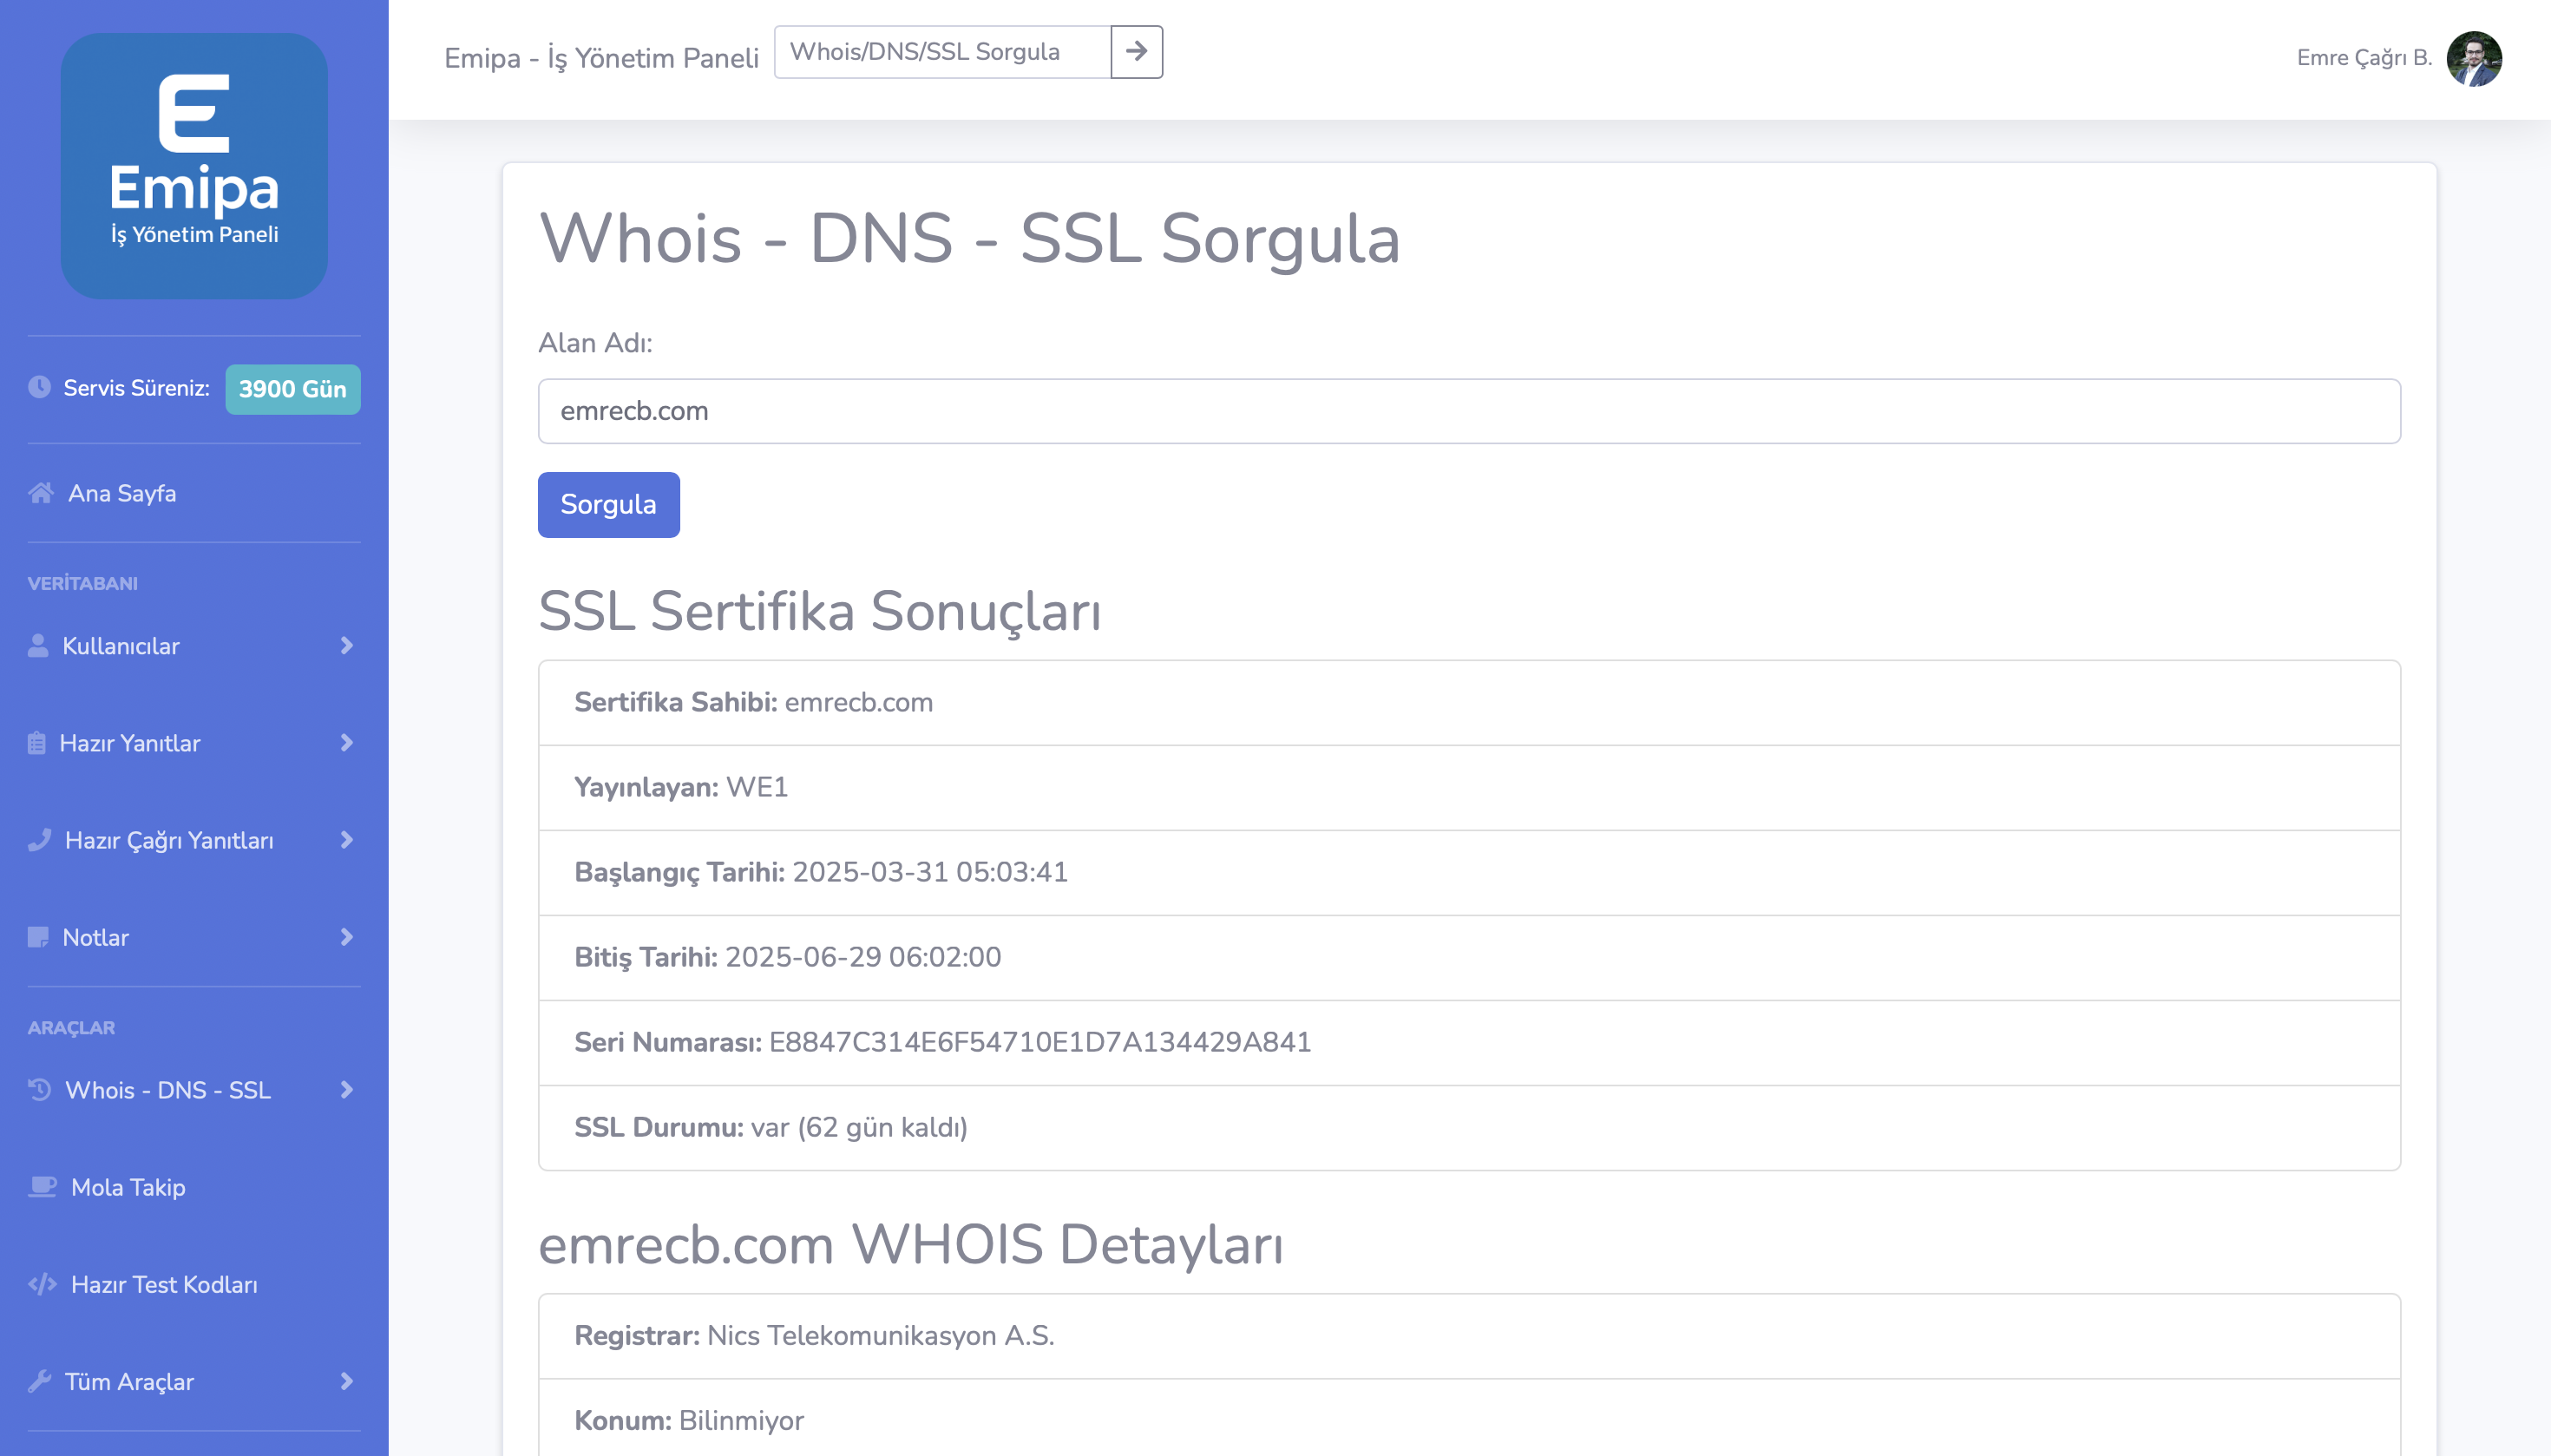 Emipa
İş Yönetim Paneli
Servis Süreniz: 3900 Gün
Ana Sayfa
VERİTABANI
Kullanıcılar
Hazır Yanıtlar
Hazır Çağrı Yanıtları
Notlar
ARAÇLAR
Whois - DNS - SSL
Mola Takip
Hazır Test Kodları
Tüm Araçlar
Emipa - İş Yönetim Paneli
Whois/DNS/SSL Sorgula
Emre Çağrı B.
Whois - DNS - SSL Sorgula
Alan Adı:
emrecb.com
Sorgula
SSL Sertifika Sonuçları
Sertifika Sahibi: emrecb.com
Yayınlayan: WE1
Başlangıç Tarihi: 2025-03-31 05:03:41
Bitiş Tarihi: 2025-06-29 06:02:00
Seri Numarası: E8847C314E6F54710E1D7A134429A841
SSL Durumu: var (62 gün kaldı)
emrecb.com WHOIS Detayları
Registrar: Nics Telekomunikasyon A.S.
Konum: Bilinmiyor